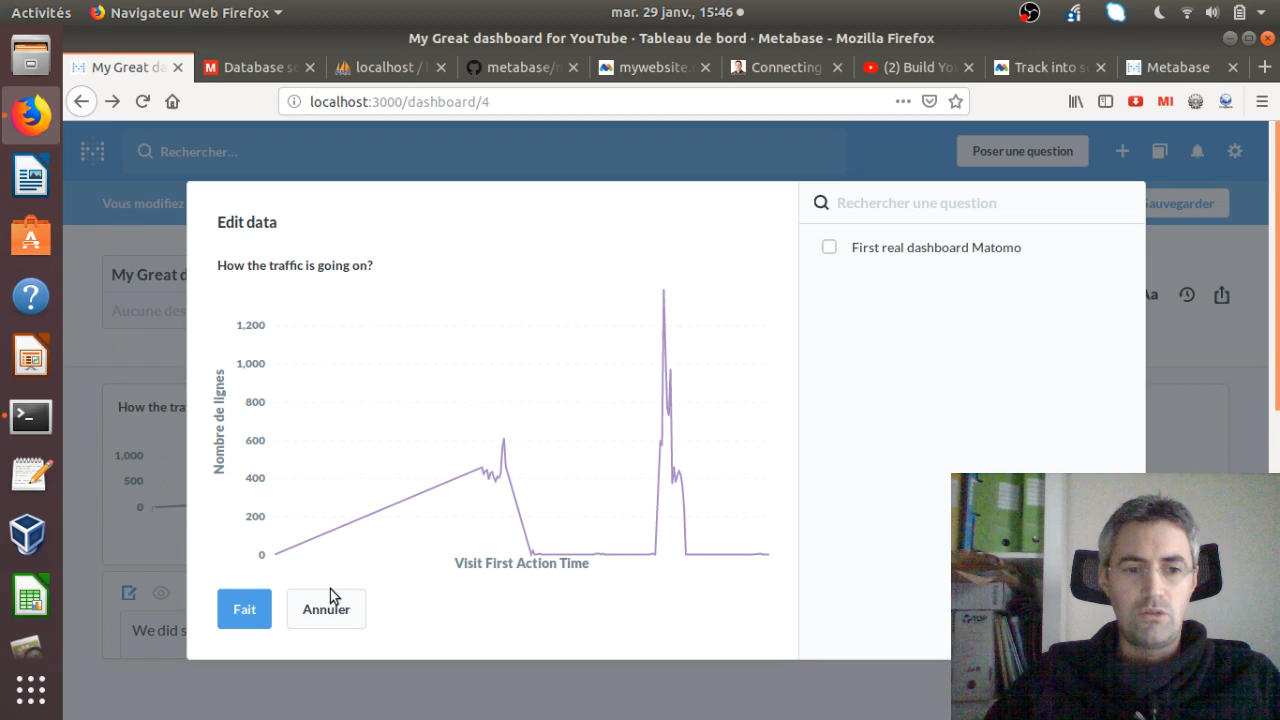 Activités
Navigateur Web Firefox
mar. 29 janv., 15:46
My Great dashboard for YouTube · Tableau de bord · Metabase - Mozilla Firefox
My Great da
Database sc
localhost / l
metabase/m
mywebsite.
Connecting
(2) Build Yo
Track into s
Metabase
localhost:3000/dashboard/4
MI
Rechercher...
Poser une question
Vous modifiez
Sauvegarder
Edit data
Rechercher une question
First real dashboard Matomo
My Great d
Aucune des
Aa
How the traffic is going on?
1,200
1,000
800
600
400
200
0
Nombre de lignes
Visit First Action Time
How the tra
1,000
500
0
Fait
Annuler
We did s